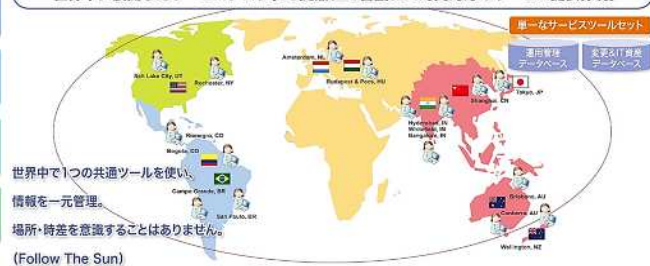 単一なサービスツールセット
運用管理
データベース
変更&IT資産
データベース
Salt Lake City, UT
Rochester, NY
Amsterdam, NL
Budapest & Pecs, HU
Shanghai, CN
Tokyo, JP
Hyderabad, IN
Whitefield, IN
Bangalore, IN
Rionegro, CO
Bogota, CO
Campo Grande, BR
Sao Paulo, BR
Brisbane, AU
Canberra, AU
Wellington, NZ
世界中で1つの共通ツールを使い、
情報を一元管理。
場所・時差を意識することはありません。
(Follow The Sun)